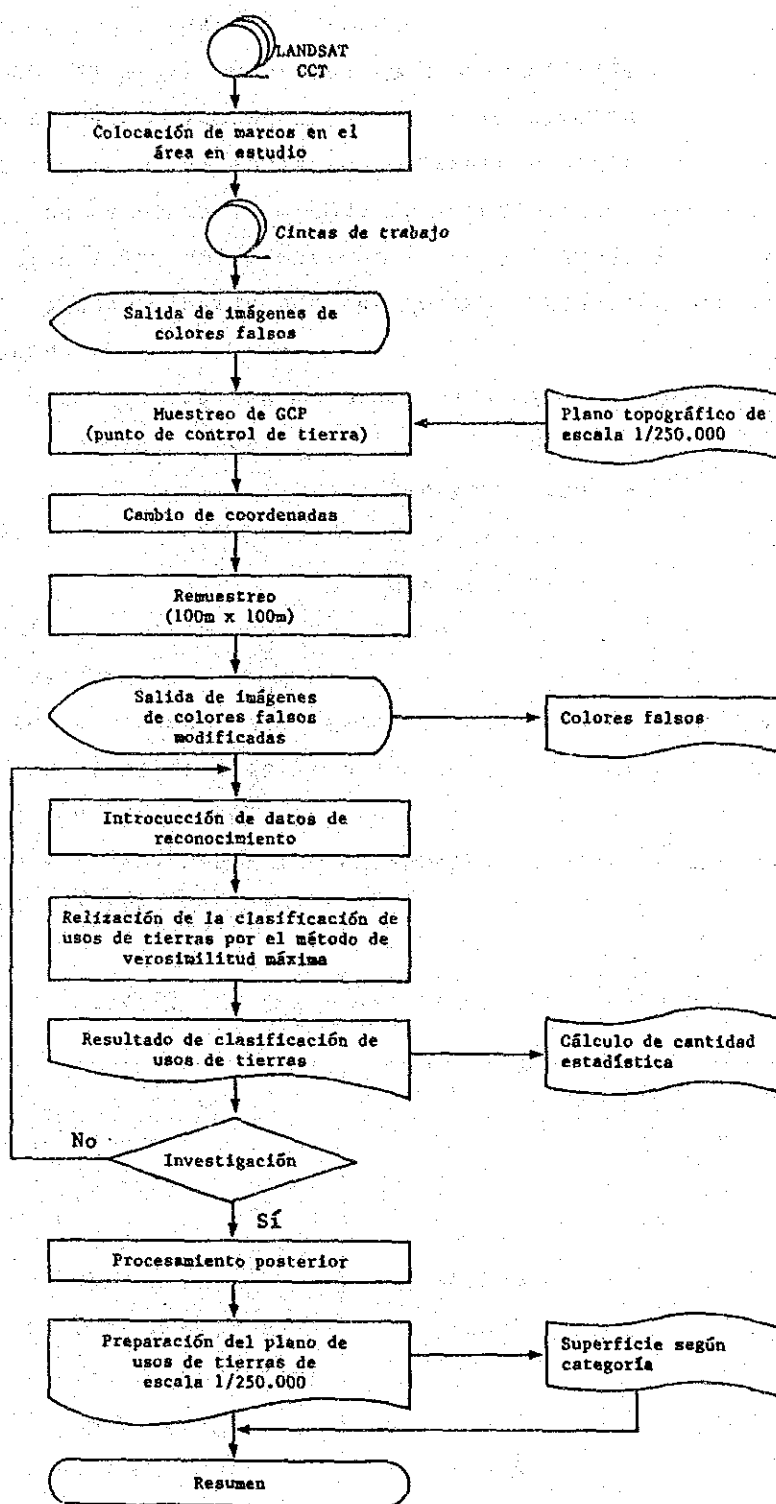 LANDSAT
CCT
Colocación de marcos en el
área en estudio
Cintas de trabajo
Salida de imágenes de
colores falsos
Muestreo de GCP
(punto de control de tierra)
Plano topográfico de
escala 1/250.000
Cambio de coordenadas
Remuestreo
(100m x 100m)
Salida de imágenes
de colores falsos
modificadas
Colores falsos
Introcucción de datos de
reconocimiento
Relización de la clasificación de
usos de tierras por el método de
verosimilitud máxima
Resultado de clasificación de
usos de tierras
Cálculo de cantidad
estadística
No
Investigación
Sí
Procesamiento posterior
Preparación del plano de
usos de tierras de
escala 1/250.000
Superficie según
categoría
Resumen